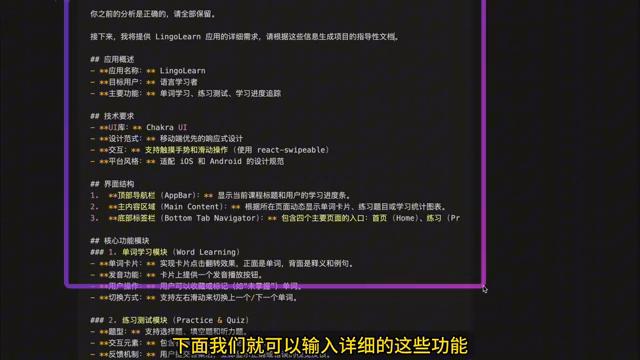 你之前的分析是正确的，请全部保留。
接下来，我将提供 LingoLearn 应用的详细需求，请根据这些信息生成项目的指导性文档。
## 应用概述
- **应用名称：** LingoLearn
- **目标用户：** 语言学习者
- **主要功能：** 单词学习、练习测试、学习进度追踪
## 技术要求
- **UI库：** Chakra UI
- **设计范式：** 移动端优先的响应式设计
- **交互：** 支持触摸手势和滑动操作 (使用 react-swipeable)
- **平台风格：** 适配 iOS 和 Android 的设计规范
## 界面结构
1. **顶部导航栏 (AppBar)：** 显示当前课程标题和用户的学习进度条。
2. **主内容区域 (Main Content)：** 根据所在页面动态显示单词卡片、练习题目或学习统计图表。
3. **底部标签栏 (Bottom Tab Navigator)：** 包含四个主要页面的入口：首页 (Home)、练习 (Pr
## 核心功能模块
### 1. 单词学习模块 (Word Learning)
- **单词卡片：** 实现卡片点击翻转效果，正面是单词，背面是释义和例句。
- **发音功能：** 卡片上提供一个发音播放按钮。
- **用户操作：** 用户可以收藏或标记（如"未掌握"）单词。
- **切换方式：** 支持左右滑动来切换上一个/下一个单词。
### 2. 练习测试模块 (Practice & Quiz)
- **题型：** 支持选择题、填空题和听力题。
- **交互元素：** 包
- **反馈机制：**
下面我们就可以输入详细的这些功能